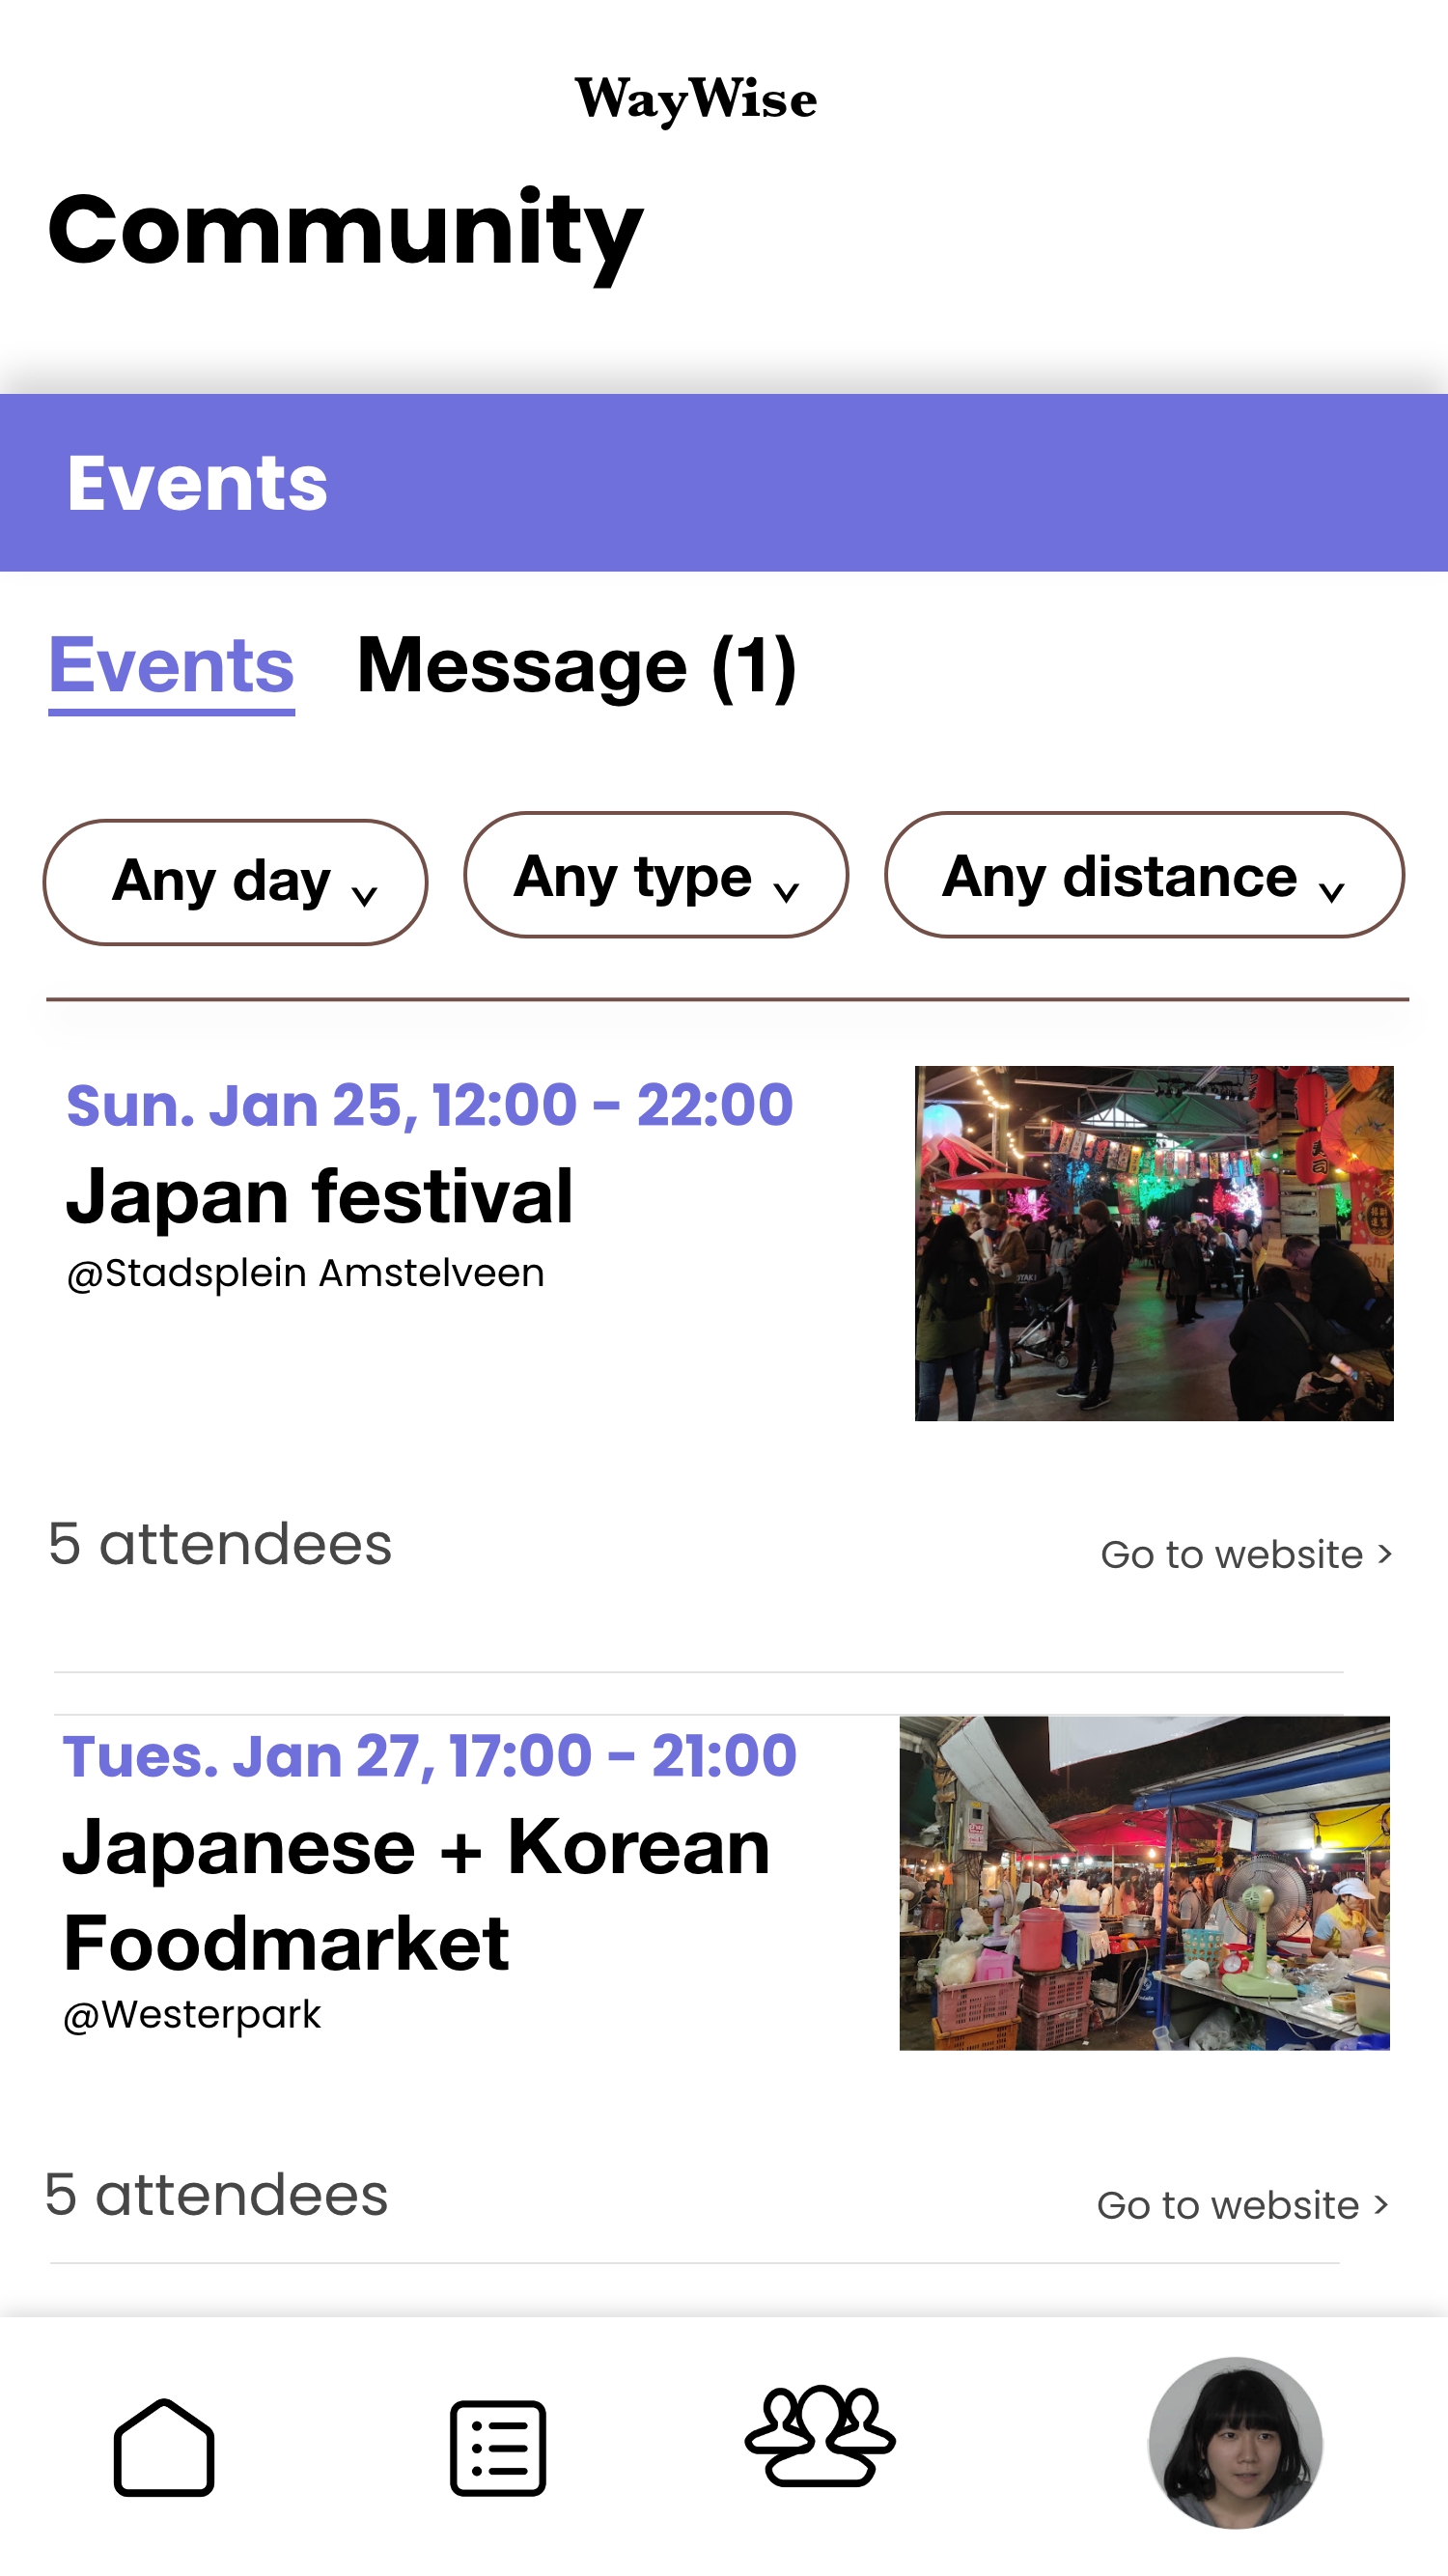 WayWise
Community
Events
Events Message (1)
Any day Any type Any distance
Sun. Jan 25, 12:00 - 22:00
Japan festival
@Stadsplein Amstelveen
5 attendees
Go to website >
Tues. Jan 27, 17:00 - 21:00
Japanese + Korean
Foodmarket
@Westerpark
5 attendees
Go to website >